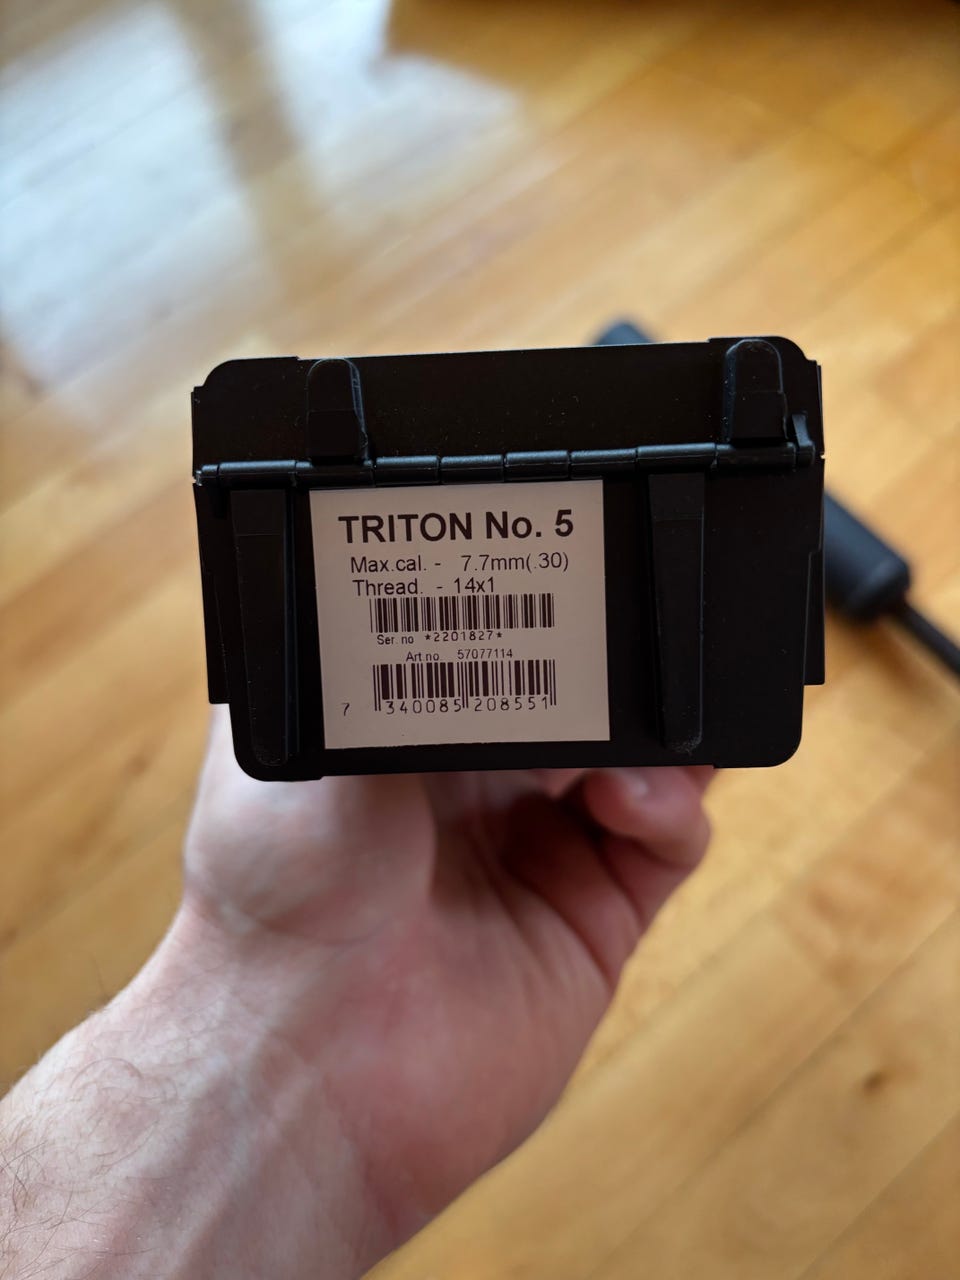 TRITON No. 5
Max.cal. - 7.7mm(.30)
Thread. - 14x1
Ser. no *2201827*
Art.no. 57077114
7 340085 208551